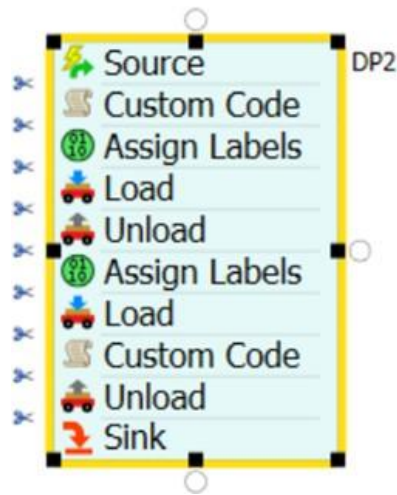 Source
DP2
Custom Code
Assign Labels
Load
Unload
Assign Labels
Load
Custom Code
Unload
Sink